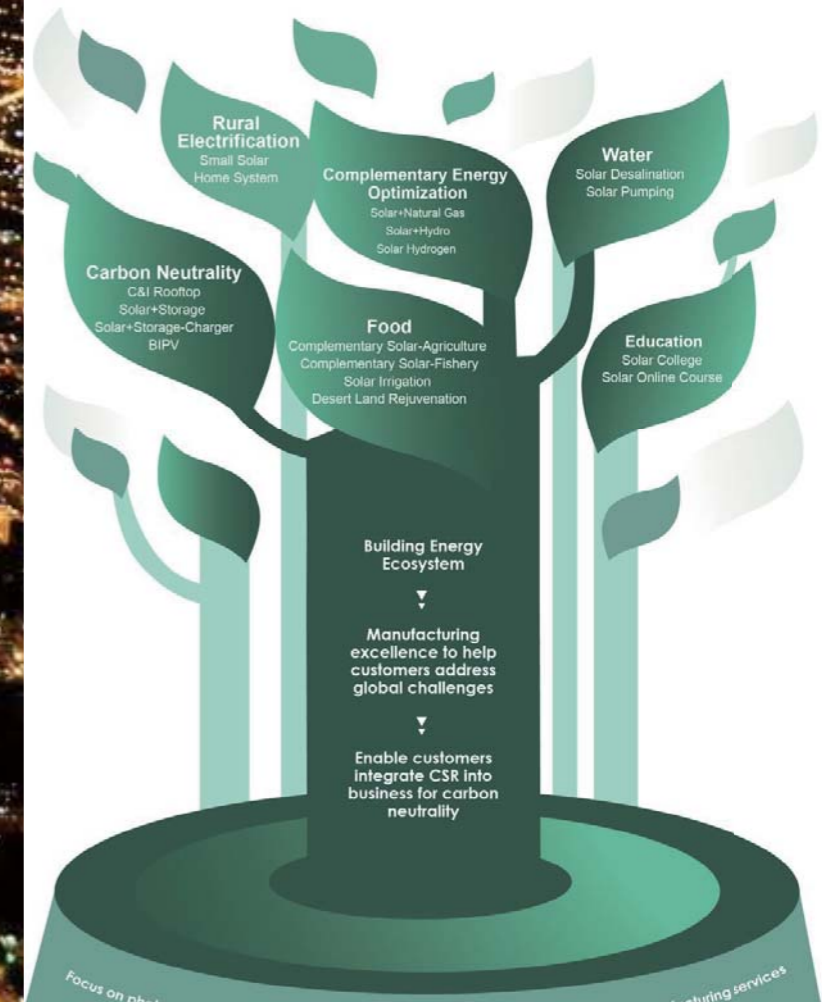 Rural
Electrification
Small Solar
Home System
Complementary Energy
Optimization
Solar+Natural Gas
Solar+Hydro
Solar Hydrogen
Water
Solar Desalination
Solar Pumping
Carbon Neutrality
C&I Rooftop
Solar+Storage
Solar+Storage-Charger
BIPV
Food
Complementary Solar-Agriculture
Complementary Solar-Fishery
Solar Irrigation
Desert Land Rejuvenation
Education
Solar College
Solar Online Course
Building Energy
Ecosystem
Manufacturing
excellence to help
customers address
global challenges
Enable customers
integrate CSR into
business for carbon
neutrality
Focus on
services